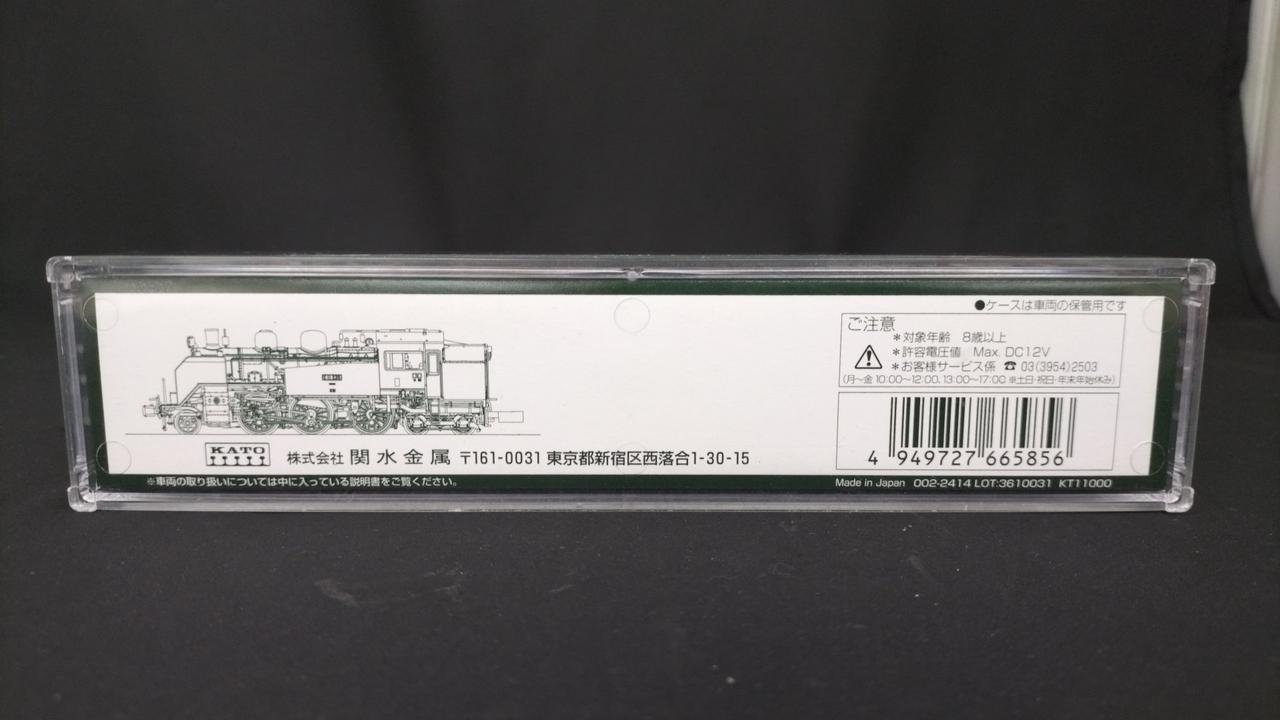 ●ケースは車両の保管用です
ご注意
＊対象年齢 8歳以上
＊許容電圧値 Max. DC12V
＊お客様サービス係 ☎ 03(3954)2503
(月～金 10:00～12:00, 13:00～17:00 ※土日・祝日・年末年始休み)
4 949727 665856
KATO
株式会社 関水金属 〒161-0031 東京都新宿区西落合1-30-15
※車両の取り扱いについては中に入っている説明書をご覧ください。
Made in Japan 002-2414 LOT:3610031 KT11000